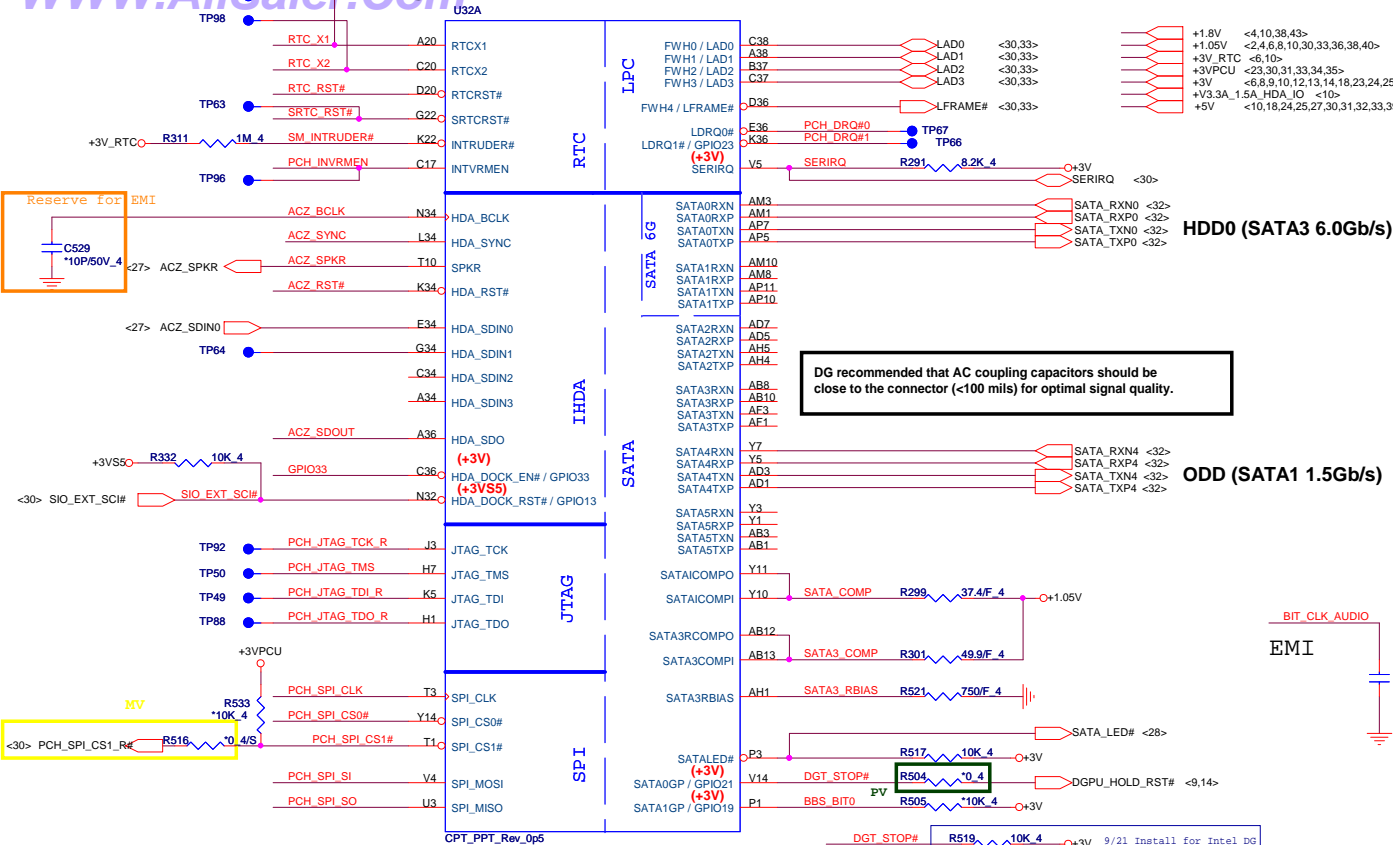 WWW.AliSaler.Com
U32A
TP98
RTC_X1 A20 RTCX1
RTC_X2 C20 RTCX2
RTC_RST# D20 RTCRST#
TP63
SRTC_RST# G22 SRTCRST#
+3V_RTC R311 1M_4 SM_INTRUDER# K22 INTRUDER#
PCH_INVRMEN C17 INTVRMEN
TP96
RTC
LPC
FWH0 / LAD0 C38 LAD0 <30,33>
FWH1 / LAD1 A38 LAD1 <30,33>
FWH2 / LAD2 B37 LAD2 <30,33>
FWH3 / LAD3 C37 LAD3 <30,33>
FWH4 / LFRAME# D36 LFRAME# <30,33>
LDRQ0# E36 PCH_DRQ#0 TP67
LDRQ1# / GPIO23 K36 PCH_DRQ#1 TP66
(+3V)
SERIRQ V5 SERIRQ R291 8.2K_4 +3V
SERIRQ <30>
+1.8V <4,10,38,43>
+1.05V <2,4,6,8,10,30,33,36,38,40>
+3V_RTC <6,10>
+3VPCU <23,30,31,33,34,35>
+3V <6,8,9,10,12,13,14,18,23,24,25
+V3.3A_1.5A_HDA_IO <10>
+5V <10,18,24,25,27,30,31,32,33,3
Reserve for EMI
C529
*10P/50V_4
ACZ_BCLK N34 HDA_BCLK
ACZ_SYNC L34 HDA_SYNC
<27> ACZ_SPKR ACZ_SPKR T10 SPKR
ACZ_RST# K34 HDA_RST#
<27> ACZ_SDIN0 E34 HDA_SDIN0
TP64 G34 HDA_SDIN1
C34 HDA_SDIN2
A34 HDA_SDIN3
IHDA
ACZ_SDOUT A36 HDA_SDO
(+3V)
+3VS5 R332 10K_4
GPIO33 C36 HDA_DOCK_EN# / GPIO33
(+3VS5)
<30> SIO_EXT_SCI# SIO_EXT_SCI# N32 HDA_DOCK_RST# / GPIO13
SATA 6G
SATA0RXN AM3 SATA_RXN0 <32>
SATA0RXP AM1 SATA_RXP0 <32>
SATA0TXN AP7 SATA_TXN0 <32>
SATA0TXP AP5 SATA_TXP0 <32>
HDD0 (SATA3 6.0Gb/s)
SATA1RXN AM10
SATA1RXP AM8
SATA1TXN AP11
SATA1TXP AP10
SATA2RXN AD7
SATA2RXP AD5
SATA2TXN AH5
SATA2TXP AH4
DG recommended that AC coupling capacitors should be
close to the connector (<100 mils) for optimal signal quality.
SATA3RXN AB8
SATA3RXP AB10
SATA3TXN AF3
SATA3TXP AF1
SATA
SATA4RXN Y7 SATA_RXN4 <32>
SATA4RXP Y5 SATA_RXP4 <32>
SATA4TXN AD3 SATA_TXN4 <32>
SATA4TXP AD1 SATA_TXP4 <32>
ODD (SATA1 1.5Gb/s)
SATA5RXN Y3
SATA5RXP Y1
SATA5TXN AB3
SATA5TXP AB1
TP92 PCH_JTAG_TCK_R J3 JTAG_TCK
TP50 PCH_JTAG_TMS H7 JTAG_TMS
TP49 PCH_JTAG_TDI_R K5 JTAG_TDI
TP88 PCH_JTAG_TDO_R H1 JTAG_TDO
JTAG
SATAICOMPO Y11
SATAICOMPI Y10 SATA_COMP R299 37.4/F_4 +1.05V
SATA3RCOMPO AB12
SATA3COMPI AB13 SATA3_COMP R301 49.9/F_4
SATA3RBIAS AH1 SATA3_RBIAS R521 750/F_4
BIT_CLK_AUDIO
EMI
+3VPCU
R533
*10K_4
MV
PCH_SPI_CLK T3 SPI_CLK
PCH_SPI_CS0# Y14 SPI_CS0#
<30> PCH_SPI_CS1_R# R516 *0_4/S PCH_SPI_CS1# T1 SPI_CS1#
PCH_SPI_SI V4 SPI_MOSI
PCH_SPI_SO U3 SPI_MISO
SPI
SATA_LED# <28>
SATALED# P3 R517 10K_4 +3V
(+3V)
SATA0GP / GPIO21 V14 DGT_STOP# R504 *0_4 DGPU_HOLD_RST# <9,14>
(+3V)
PV
SATA1GP / GPIO19 P1 BBS_BIT0 R505 *10K_4 +3V
CPT_PPT_Rev_0p5
DGT_STOP# R519 10K_4 +3V 9/21 Install for Intel DG